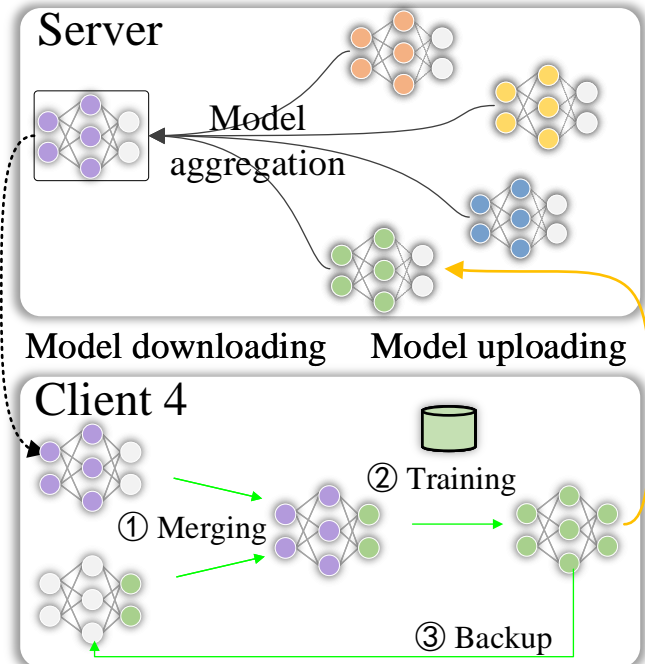 Server
Model
aggregation
Model downloading
Model uploading
Client 4
② Training
① Merging
③ Backup